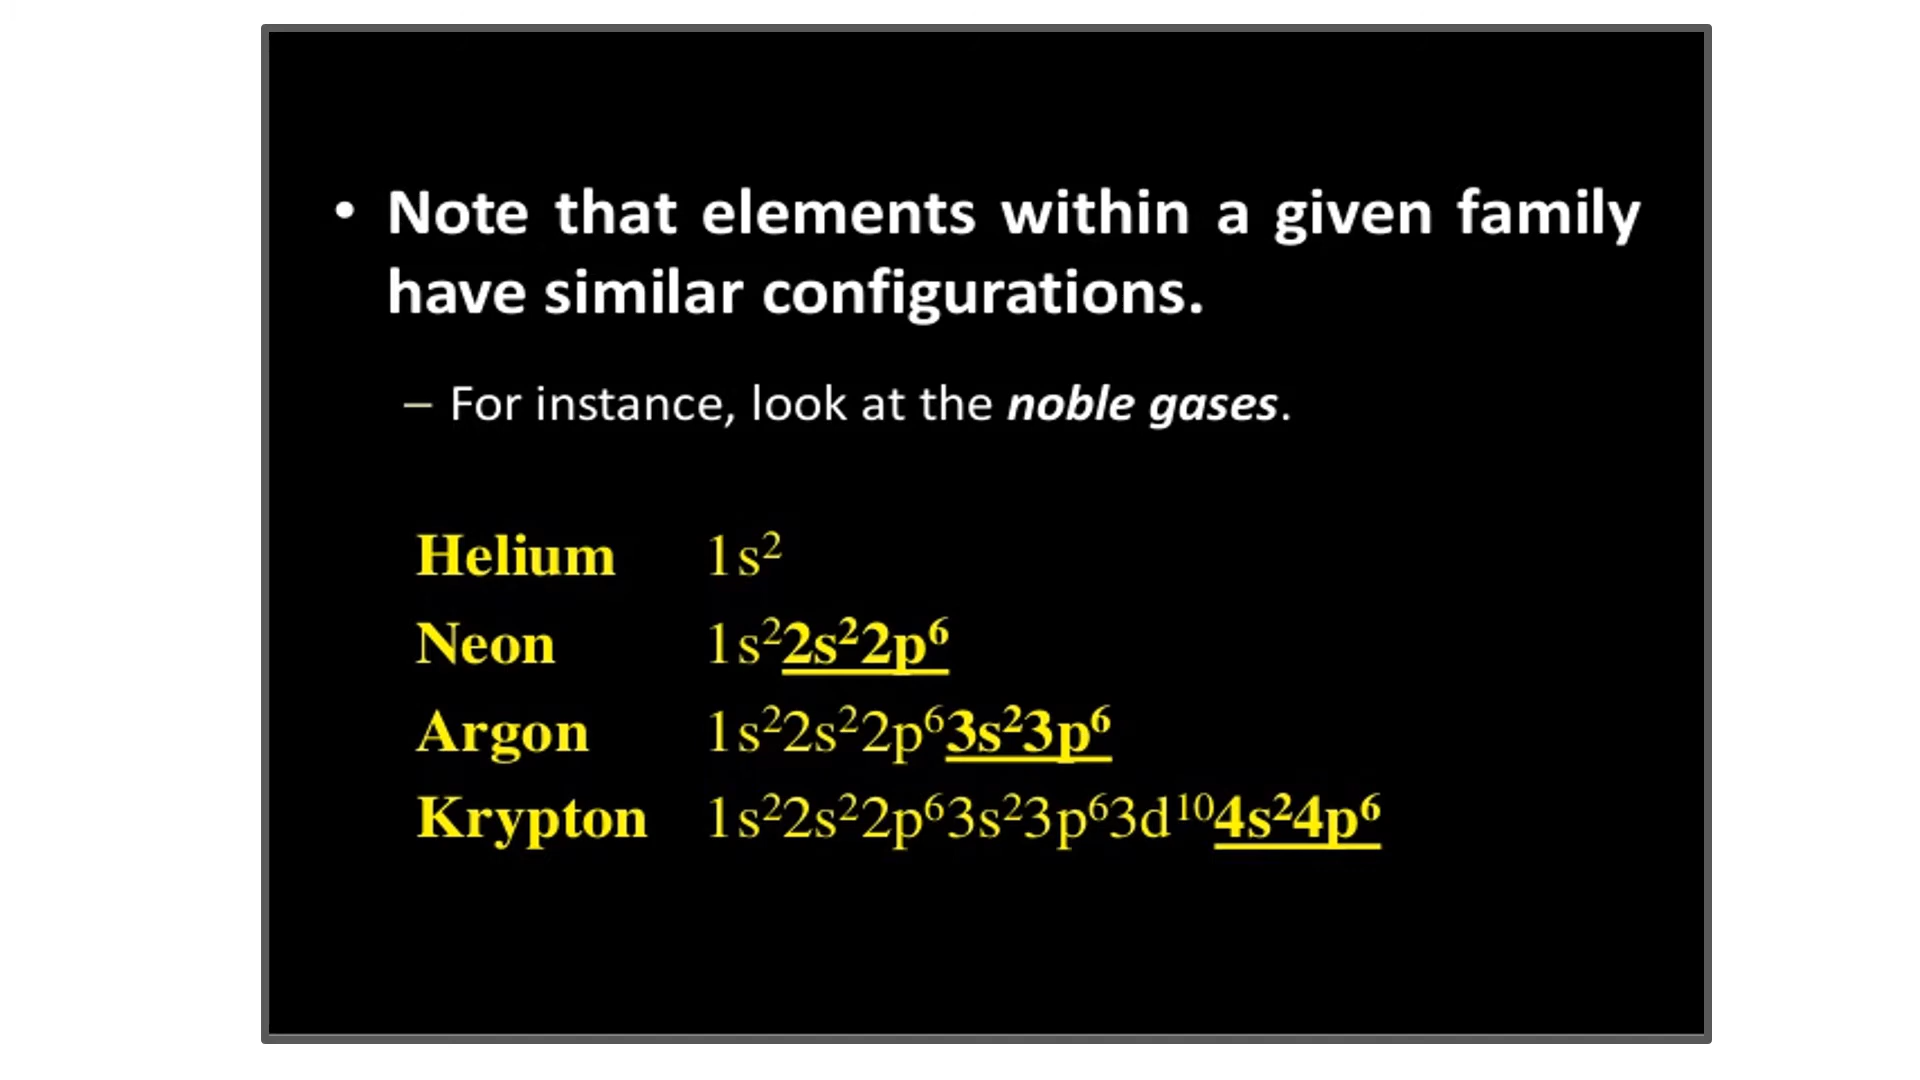 • Note that elements within a given family
have similar configurations.
– For instance, look at the noble gases.
Helium 1s²
Neon 1s²2s²2p⁶
Argon 1s²2s²2p⁶3s²3p⁶
Krypton 1s²2s²2p⁶3s²3p⁶3d¹⁰4s²4p⁶